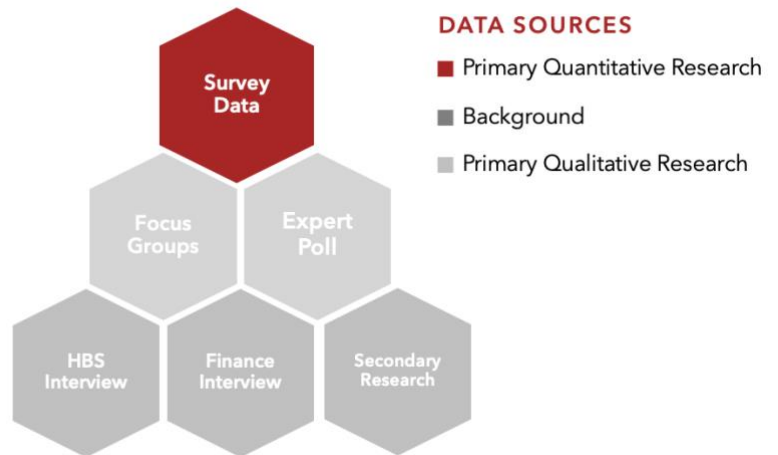 DATA SOURCES
Primary Quantitative Research
Background
Primary Qualitative Research
Survey
Data
Focus
Groups
Expert
Poll
HBS
Interview
Finance
Interview
Secondary
Research